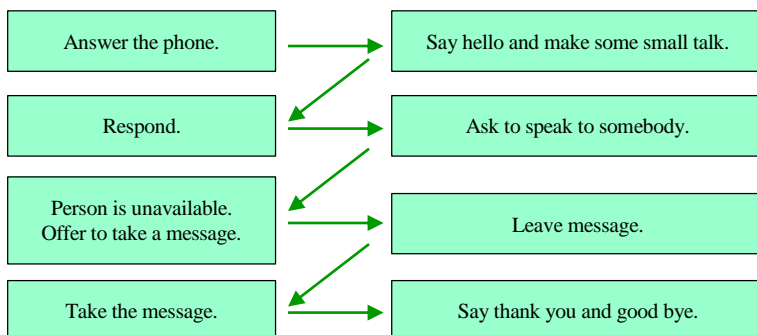 Answer the phone.
Say hello and make some small talk.
Respond.
Ask to speak to somebody.
Person is unavailable.
Offer to take a message.
Leave message.
Take the message.
Say thank you and good bye.